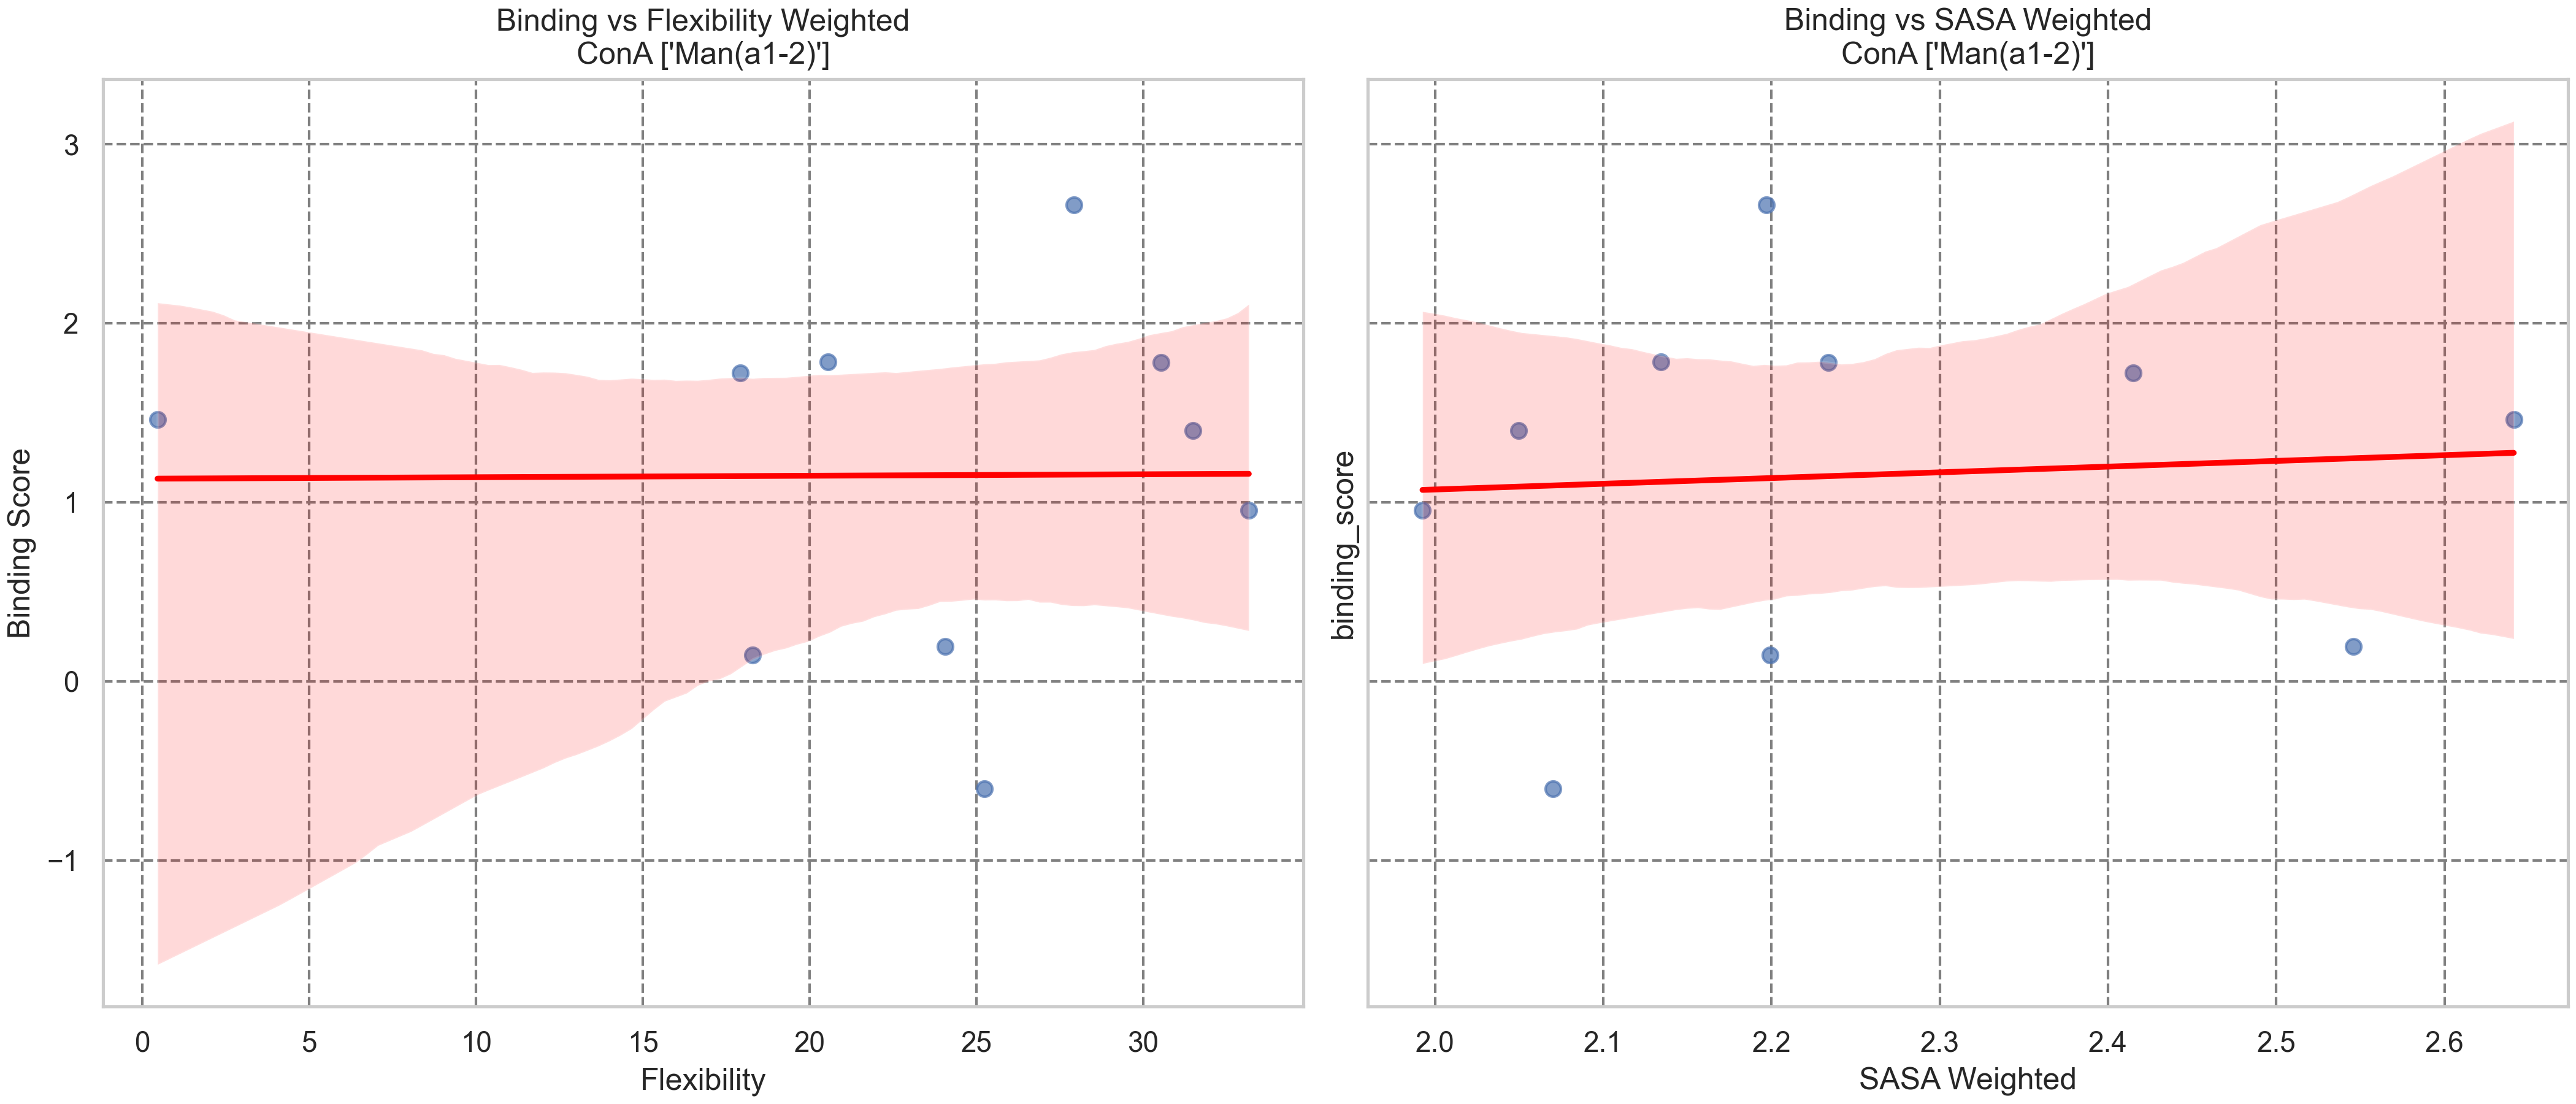 Binding vs Flexibility Weighted
ConA ['Man(a1-2)']
Binding Score
3
2
1
0
−1
0 5 10 15 20 25 30
Flexibility
Binding vs SASA Weighted
ConA ['Man(a1-2)']
binding_score
2.0 2.1 2.2 2.3 2.4 2.5 2.6
SASA Weighted